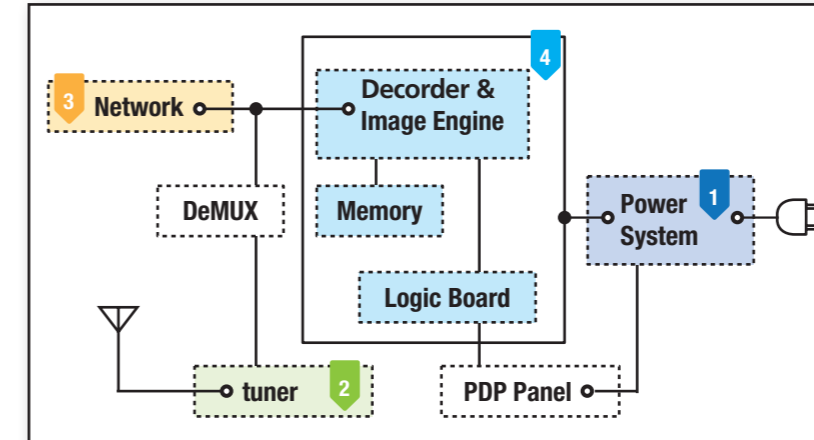 4
3
Network
Decorder &
Image Engine
DeMUX
Memory
1
Power
System
Logic Board
tuner
2
PDP Panel